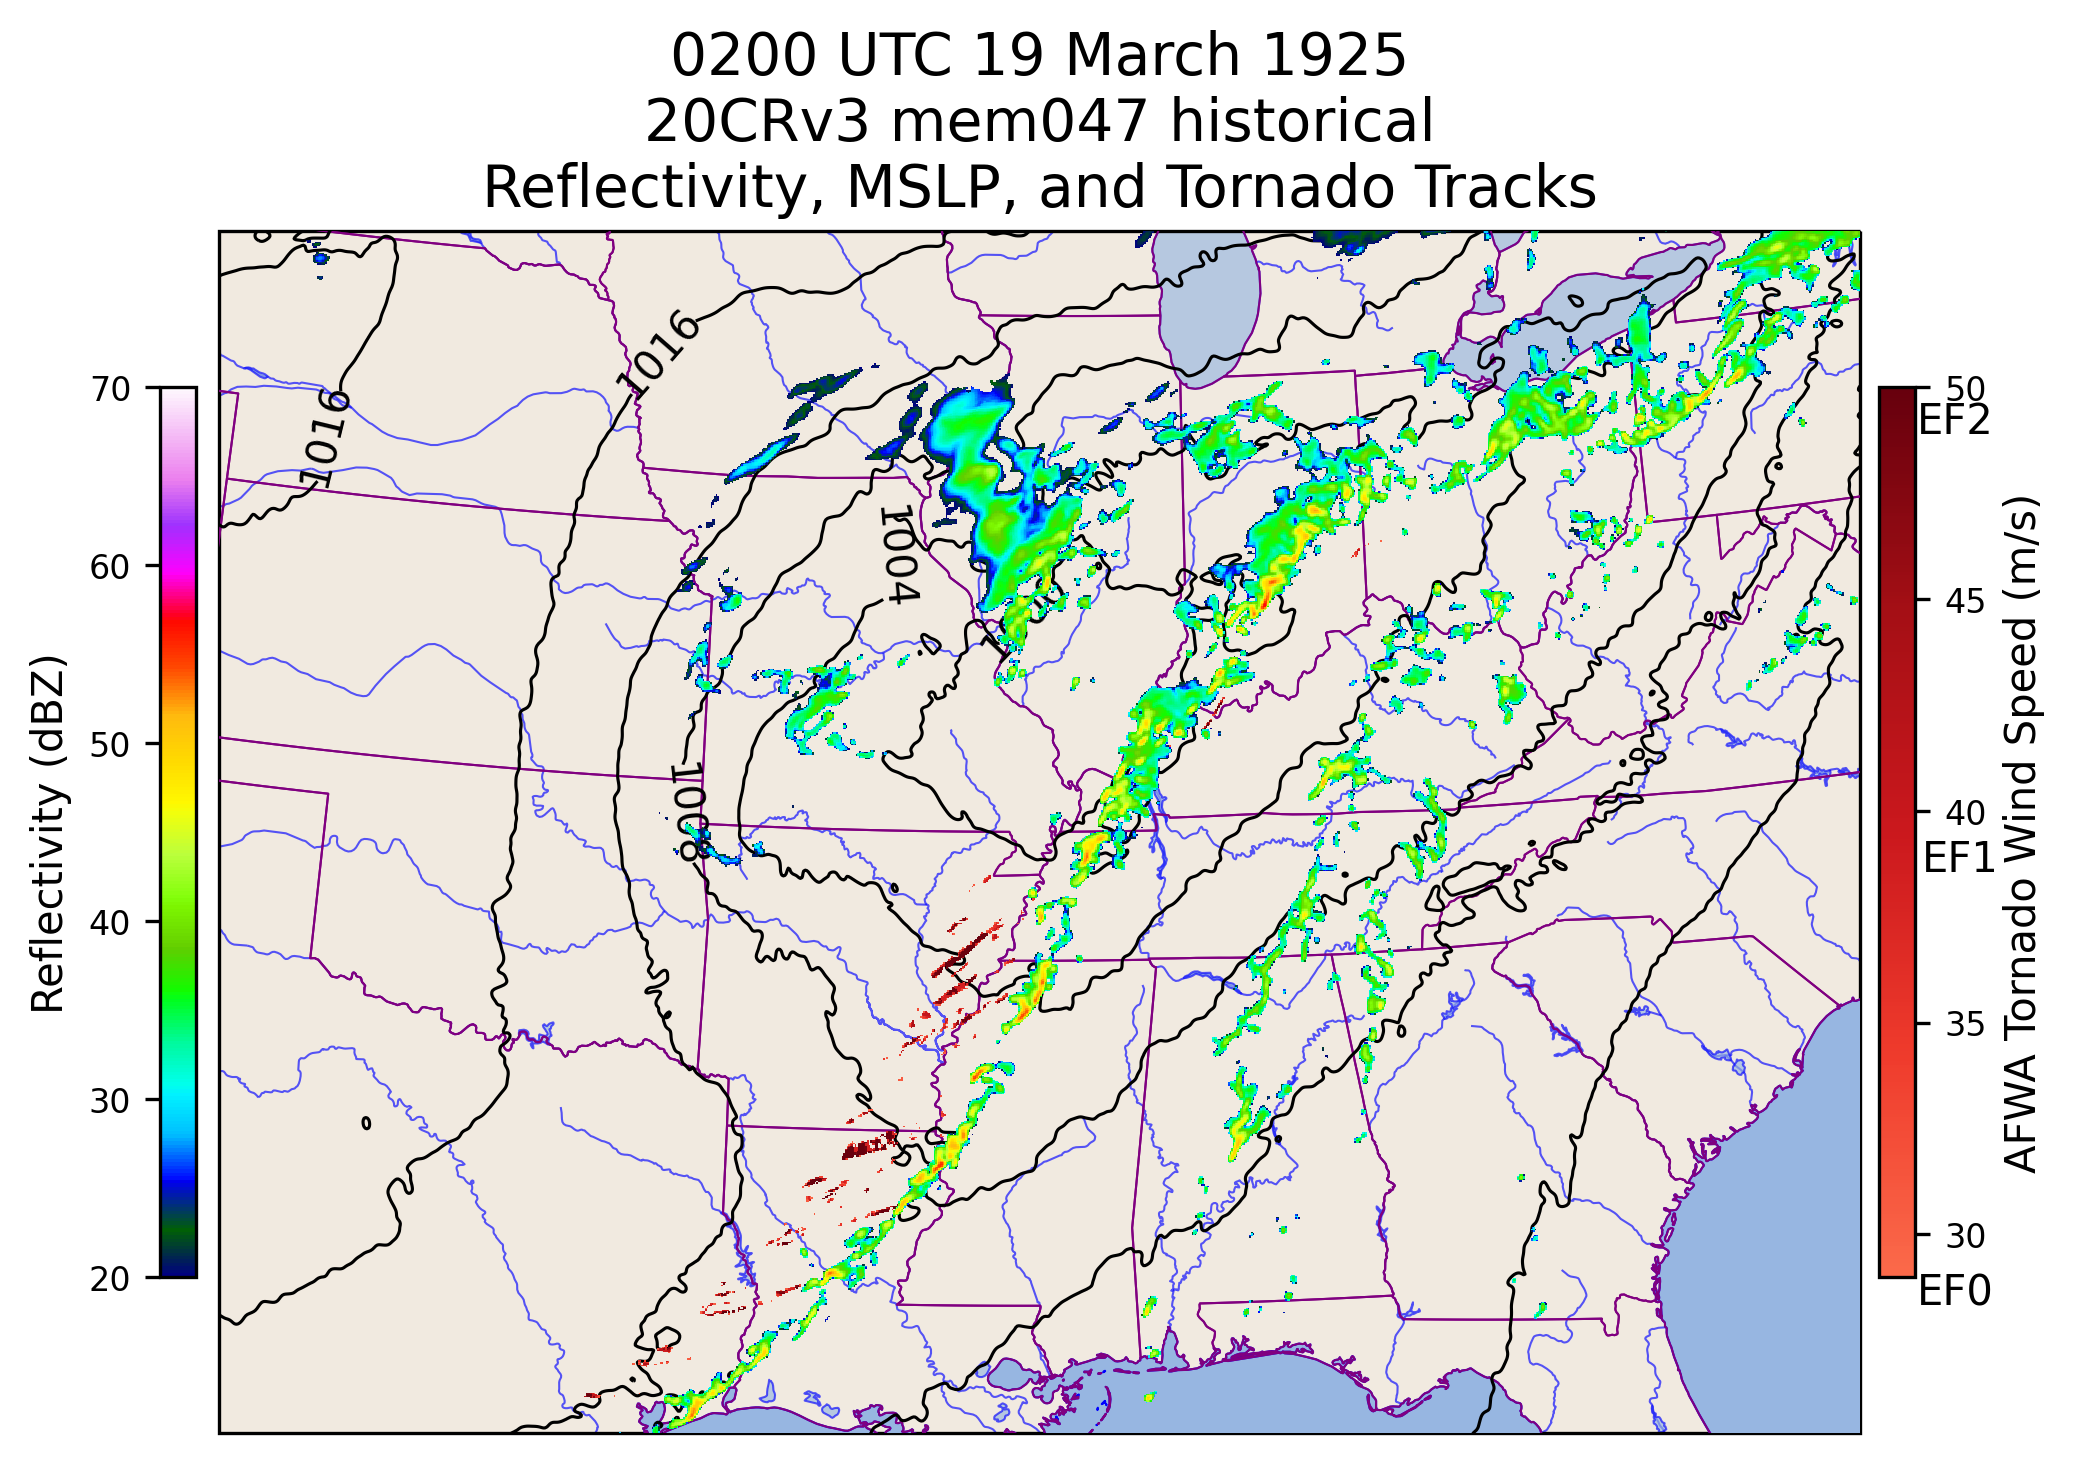 0200 UTC 19 March 1925
20CRv3 mem047 historical
Reflectivity, MSLP, and Tornado Tracks
Reflectivity (dBZ)
70
60
50
40
30
20
1016
1016
1004
1008
50
EF2
45
40
EF1
35
30
EF0
AFWA Tornado Wind Speed (m/s)